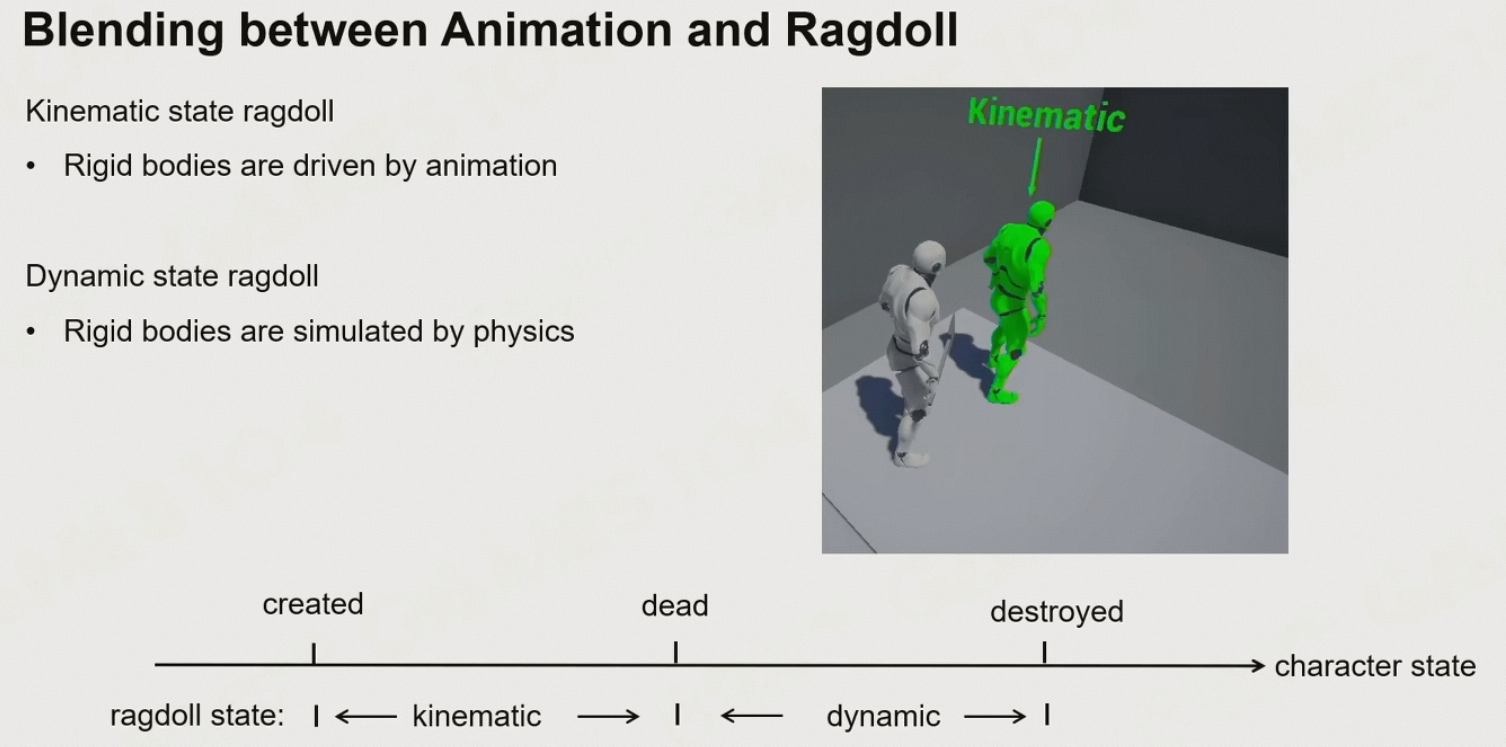 Blending between Animation and Ragdoll
Kinematic state ragdoll
• Rigid bodies are driven by animation
Dynamic state ragdoll
• Rigid bodies are simulated by physics
Kinematic
created
dead
destroyed
character state
ragdoll state: kinematic dynamic